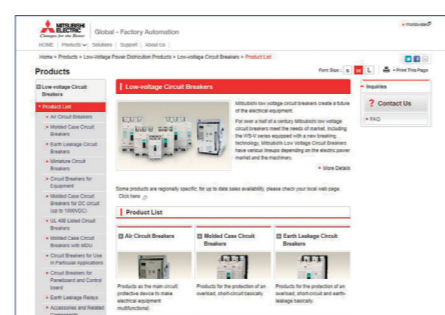 MITSUBISHI
ELECTRIC
Changes for the Better
Global - Factory Automation
worldwide
HOME | Products | Solutions | Support | About Us |
Home > Products > Low-voltage Power Distribution Products > Low-voltage Circuit Breakers > Product List
Products
Font Size : S M L Print This Page
Low-voltage Circuit
Breakers
Product List
Air Circuit Breakers
Molded Case Circuit
Breakers
Earth Leakage Circuit
Breakers
Miniature Circuit
Breakers
Circuit Breakers for
Equipment
Molded Case Circuit
Breakers for DC circuit
(up to 1000VDC)
UL 489 Listed Circuit
Breakers
Molded Case Circuit
Breakers with MDU
Circuit Breakers for Use
in Particular Applications
Circuit Breakers for
Panelboard and Control
board
Earth Leakage Relays
Accessories and Related
Components
Low-voltage Circuit Breakers
Mitsubishi low voltage circuit breakers create a future
of the electrical equipment.
For over a half of a century Mitsubishi low voltage
circuit breakers meet the needs of market. Including
the WS-V series equipped with a new breaking
technology, Mitsubishi Low Voltage Circuit Breakers
have various lineups depending on the electric power
market and the machinery.
More Details
Some products are regionally specific; for up to date sales availability, please check your local web page.
Click here
Product List
Air Circuit Breakers
Products as the main circuit
protective device to make
electrical equipment
multifunctional.
Molded Case Circuit
Breakers
Products for the protection of an
overload, short-circuit basically.
Earth Leakage Circuit
Breakers
Products for the protection of an
overload, short-circuit and earth-
leakage basically.
Inquiries
? Contact Us
FAQ